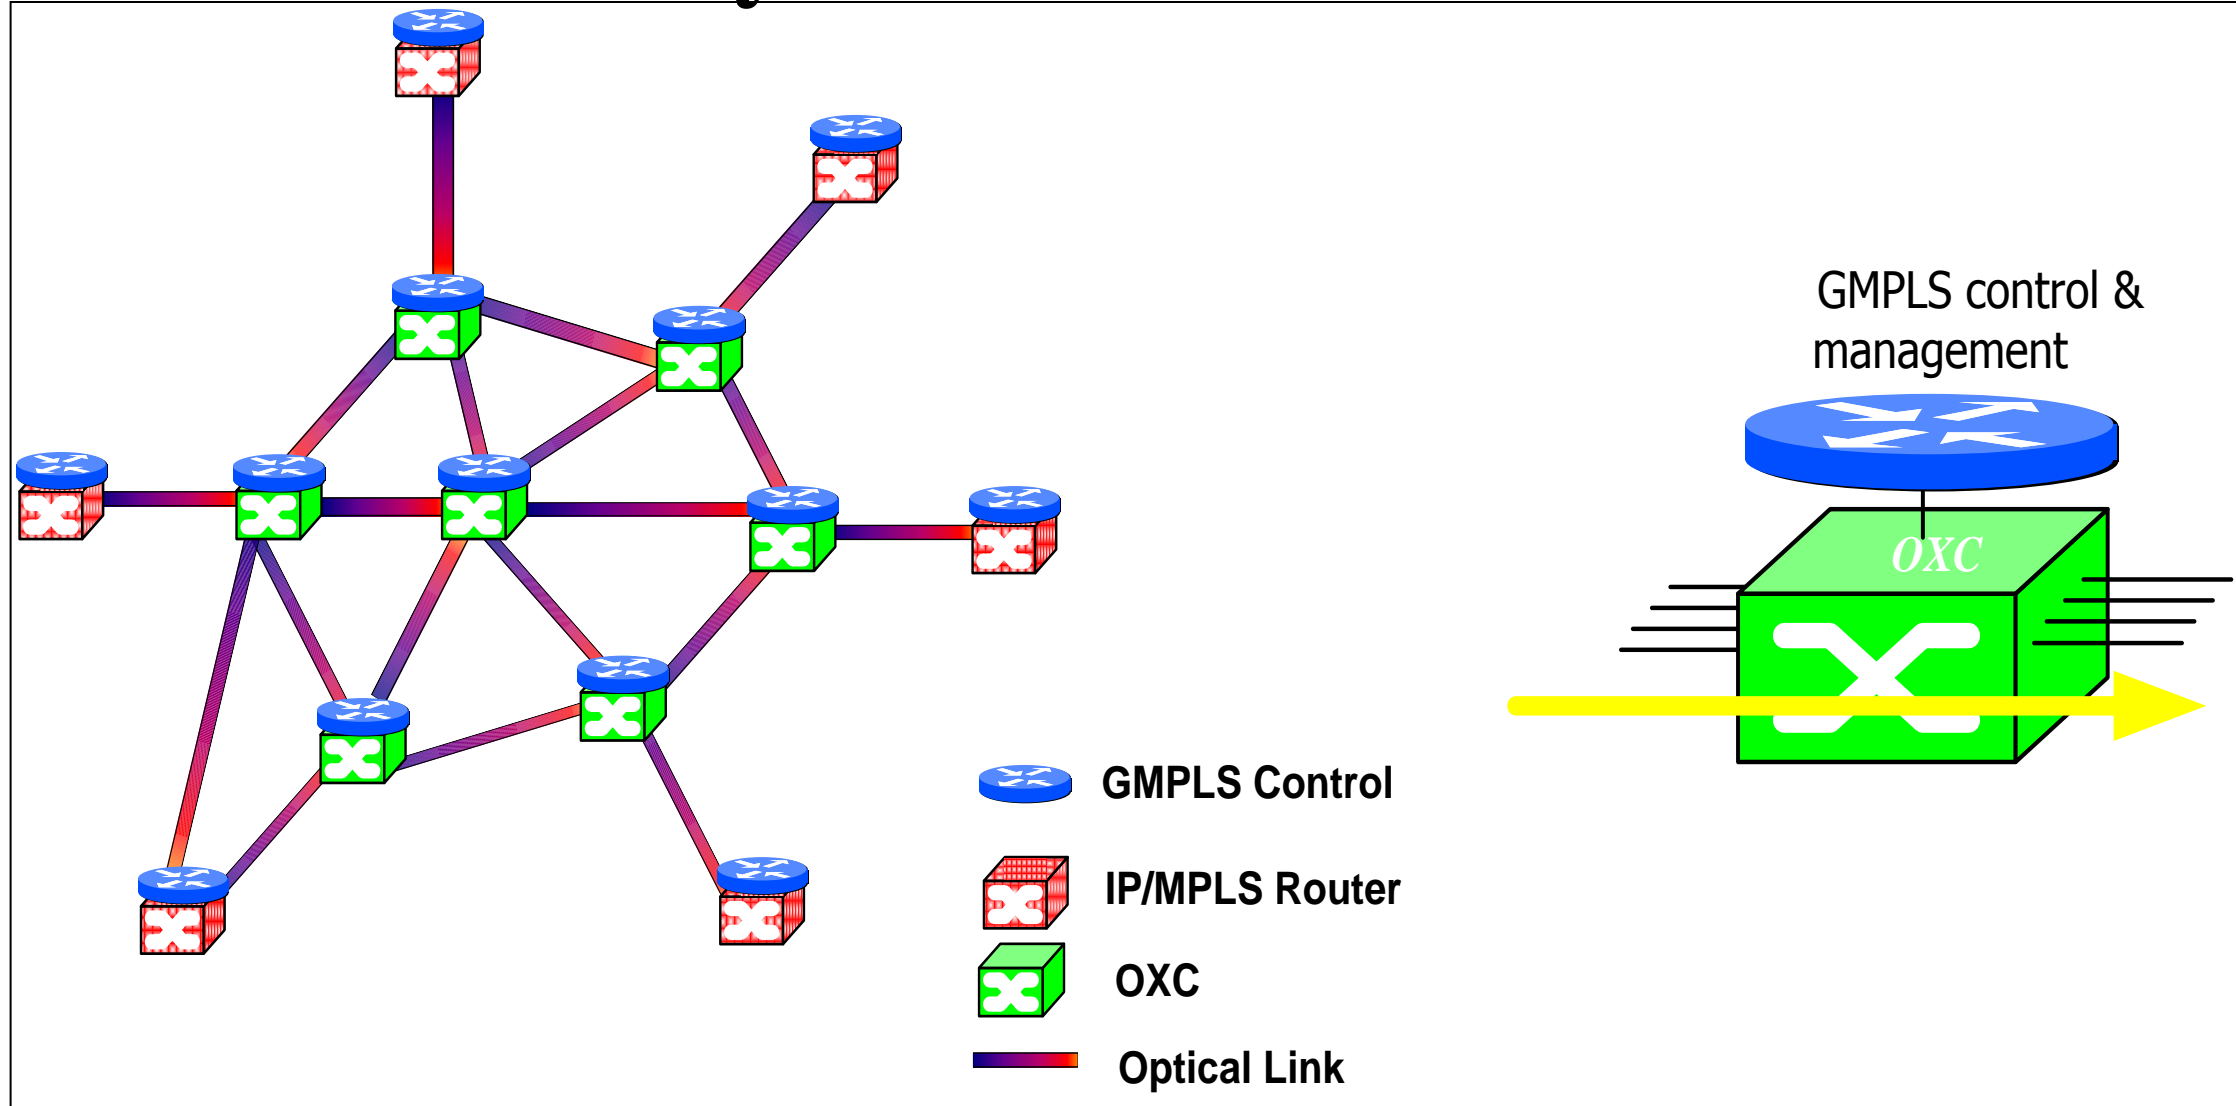 GMPLS control &
management
OXC
GMPLS Control
IP/MPLS Router
OXC
Optical Link